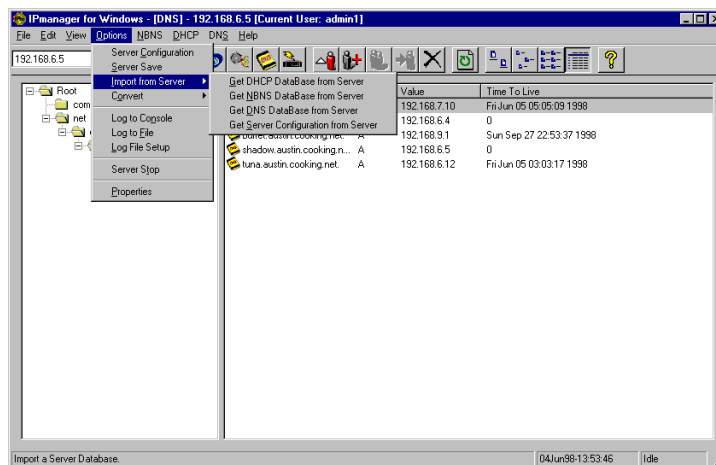 IPmanager for Windows - [DNS] - 192.168.6.5 [Current User: admin1]
File Edit View Options NBNS DHCP DNS Help
192.168.6.5
Server Configuration
Server Save
Import from Server
Convert
Log to Console
Log to File
Log File Setup
Server Stop
Properties
Get DHCP DataBase from Server
Get NBNS DataBase from Server
Get DNS DataBase from Server
Get Server Configuration from Server
Root
com
net
Value Time To Live
192.168.7.10 Fri Jun 05 05:05:09 1998
192.168.6.4 0
A 192.168.9.1 Sun Sep 27 22:53:37 1998
shadow.austin.cooking.n... A 192.168.6.5 0
tuna.austin.cooking.net. A 192.168.6.12 Fri Jun 05 03:03:17 1998
Import a Server Database. 04Jun98-13:53:46 Idle